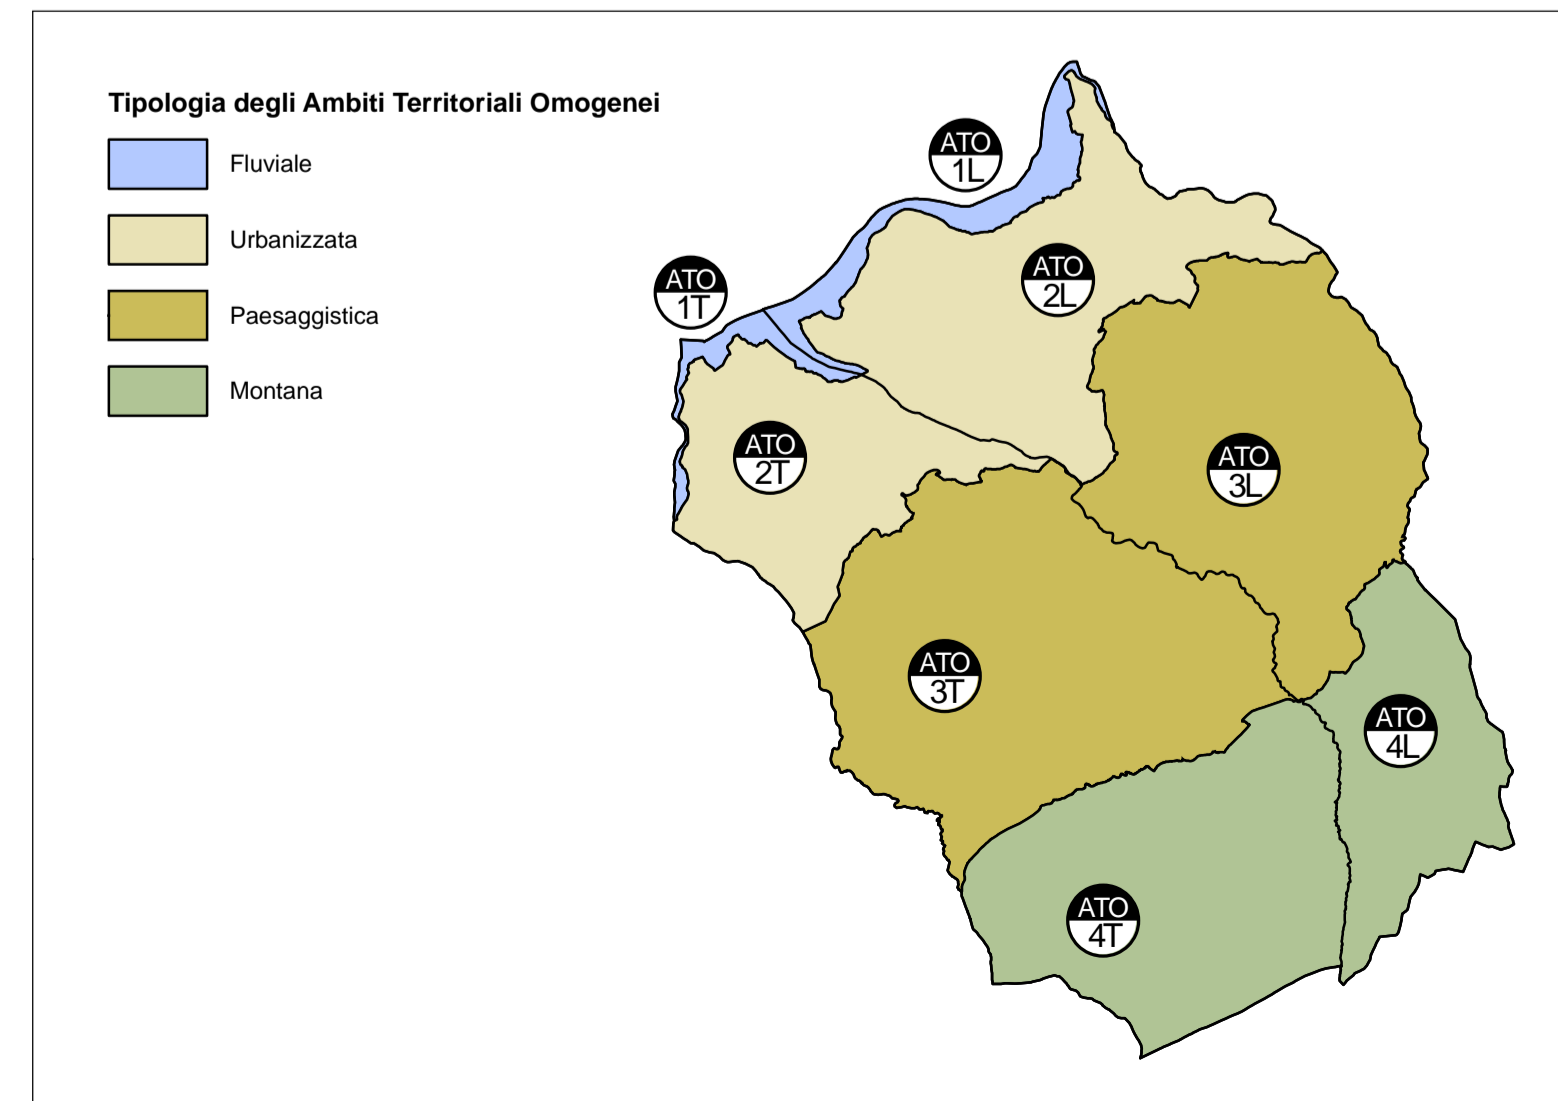 Tipologia degli Ambiti Territoriali Omogenei
Fluviale
Urbanizzata
Paesaggistica
Montana
ATO
1L
ATO
1T
ATO
2L
ATO
2T
ATO
3L
ATO
3T
ATO
4L
ATO
4T